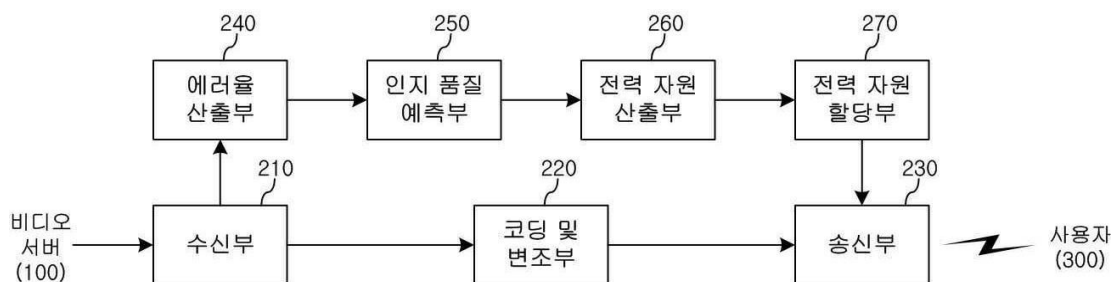 240
250
260
270
에러율
산출부
인지 품질
예측부
전력 자원
산출부
전력 자원
할당부
210
220
230
비디오
서버
(100)
수신부
코딩 및
변조부
송신부
사용자
(300)